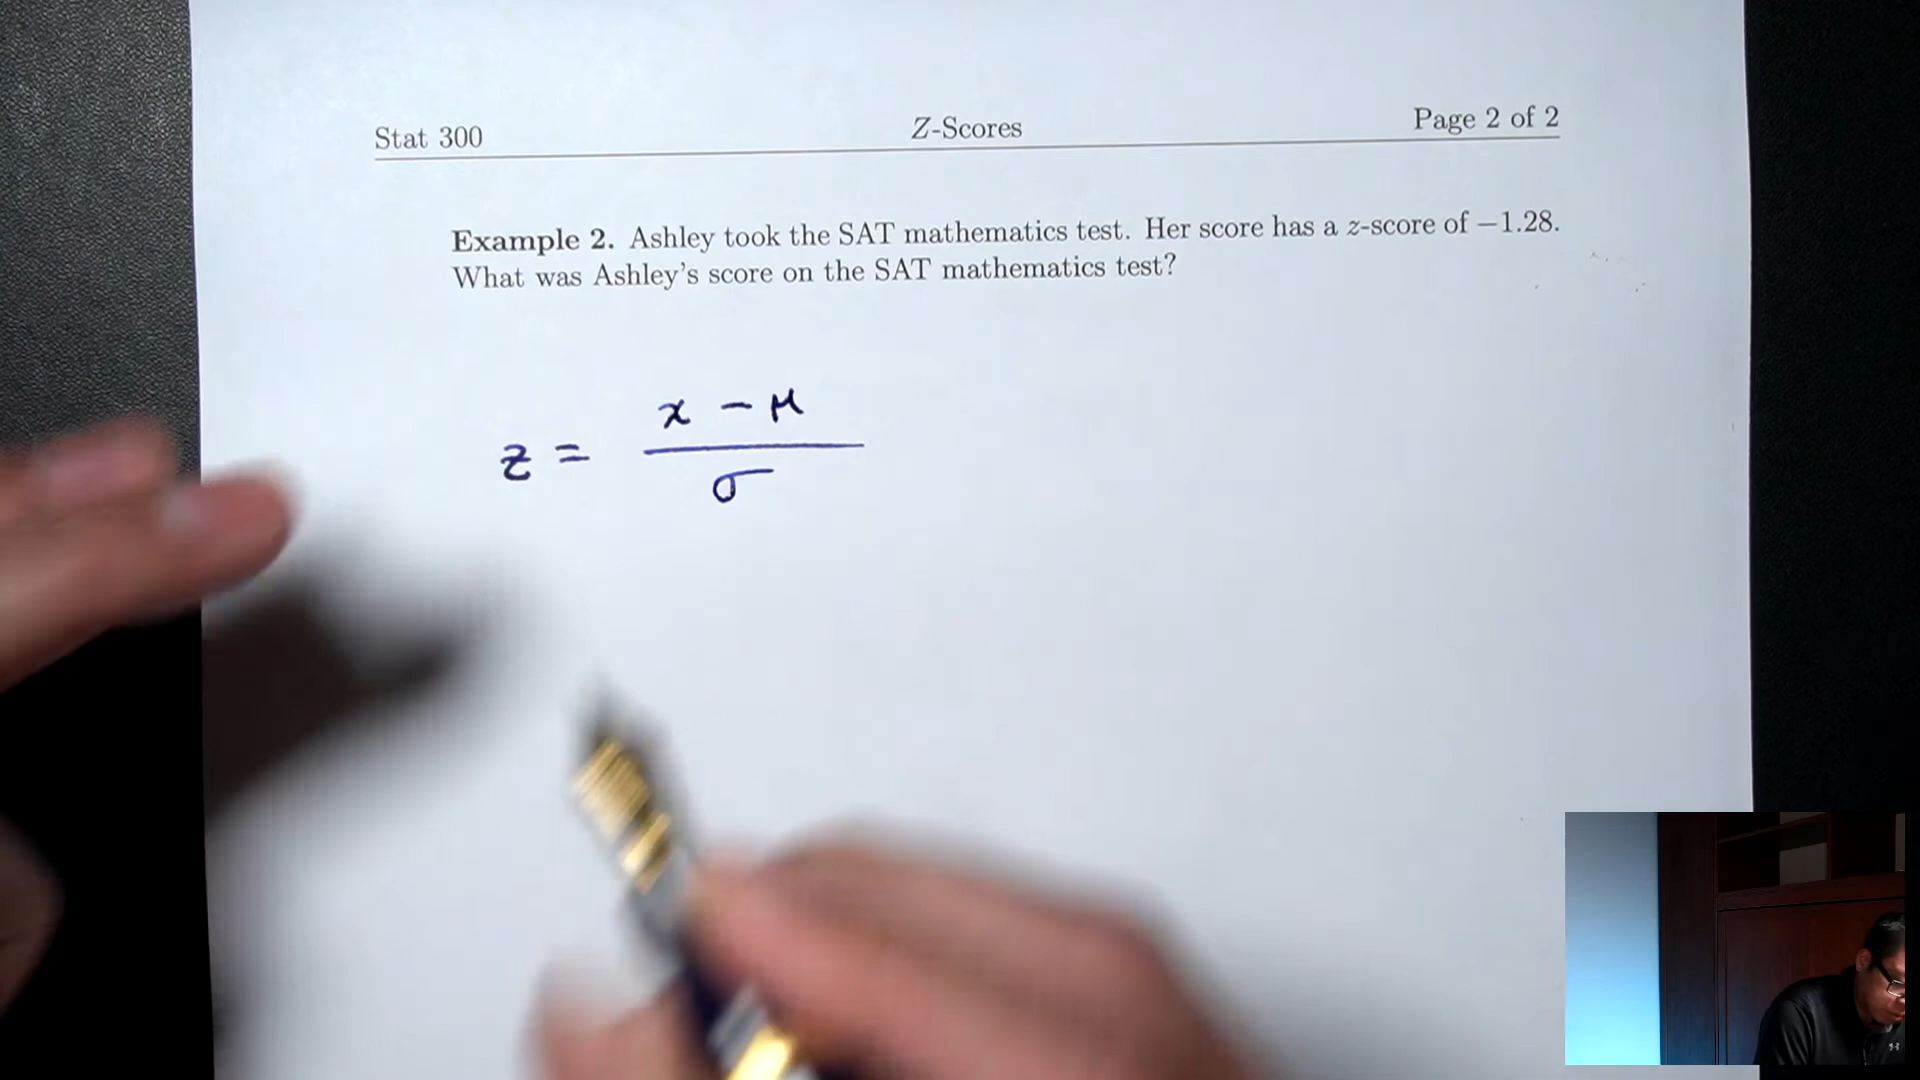 Stat 300 Z-Scores Page 2 of 2
Example 2. Ashley took the SAT mathematics test. Her score has a z-score of −1.28.
What was Ashley's score on the SAT mathematics test?
z = x − μ
σ